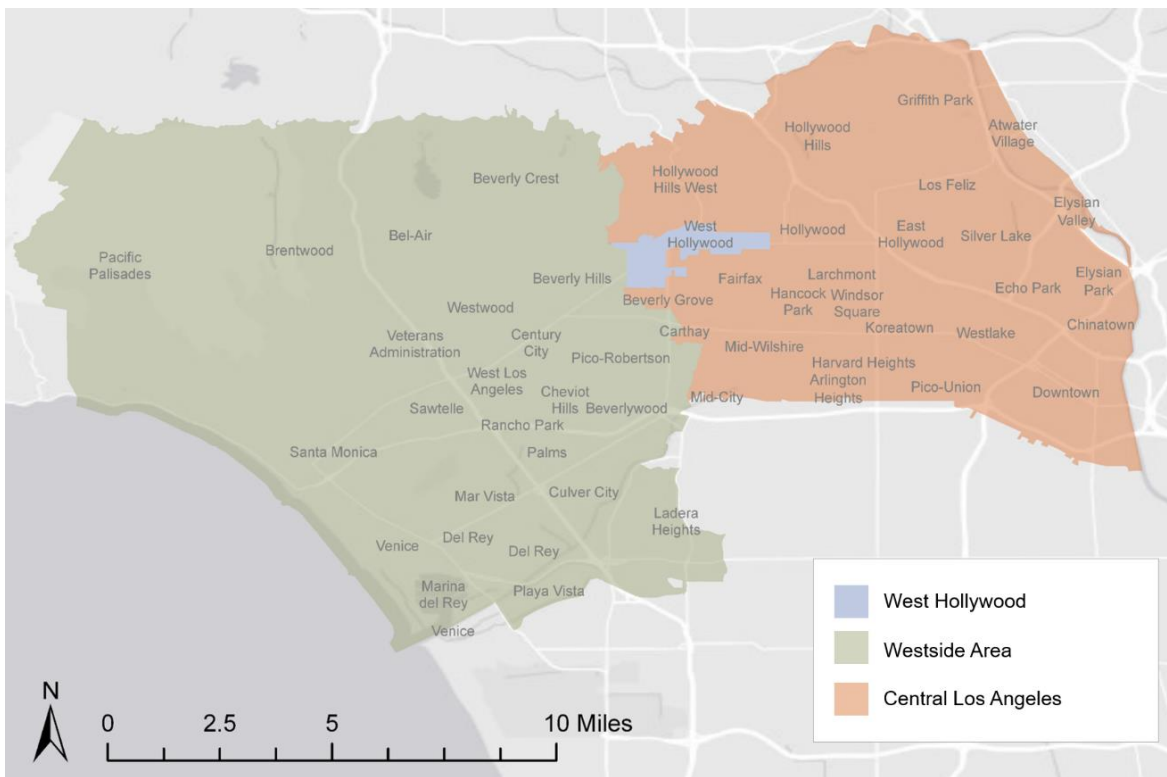 Griffith Park
Hollywood
Hills
Atwater
Village
Hollywood
Hills West
Beverly Crest
Los Feliz
Elysian
Valley
West
Hollywood
Hollywood
East
Hollywood
Silver Lake
Bel-Air
Brentwood
Pacific
Palisades
Beverly Hills
Fairfax
Larchmont
Elysian
Park
Echo Park
Beverly Grove
Hancock
Park
Windsor
Square
Westwood
Koreatown
Westlake
Chinatown
Carthay
Veterans
Administration
Century
City
Pico-Robertson
Mid-Wilshire
Harvard Heights
West Los
Angeles
Arlington
Heights
Pico-Union
Downtown
Cheviot
Hills
Beverlywood
Mid-City
Sawtelle
Rancho Park
Santa Monica
Palms
Mar Vista
Culver City
Ladera
Heights
Venice
Del Rey
Del Rey
Marina
del Rey
Playa Vista
Venice
West Hollywood
Westside Area
Central Los Angeles
N
0 2.5 5 10 Miles